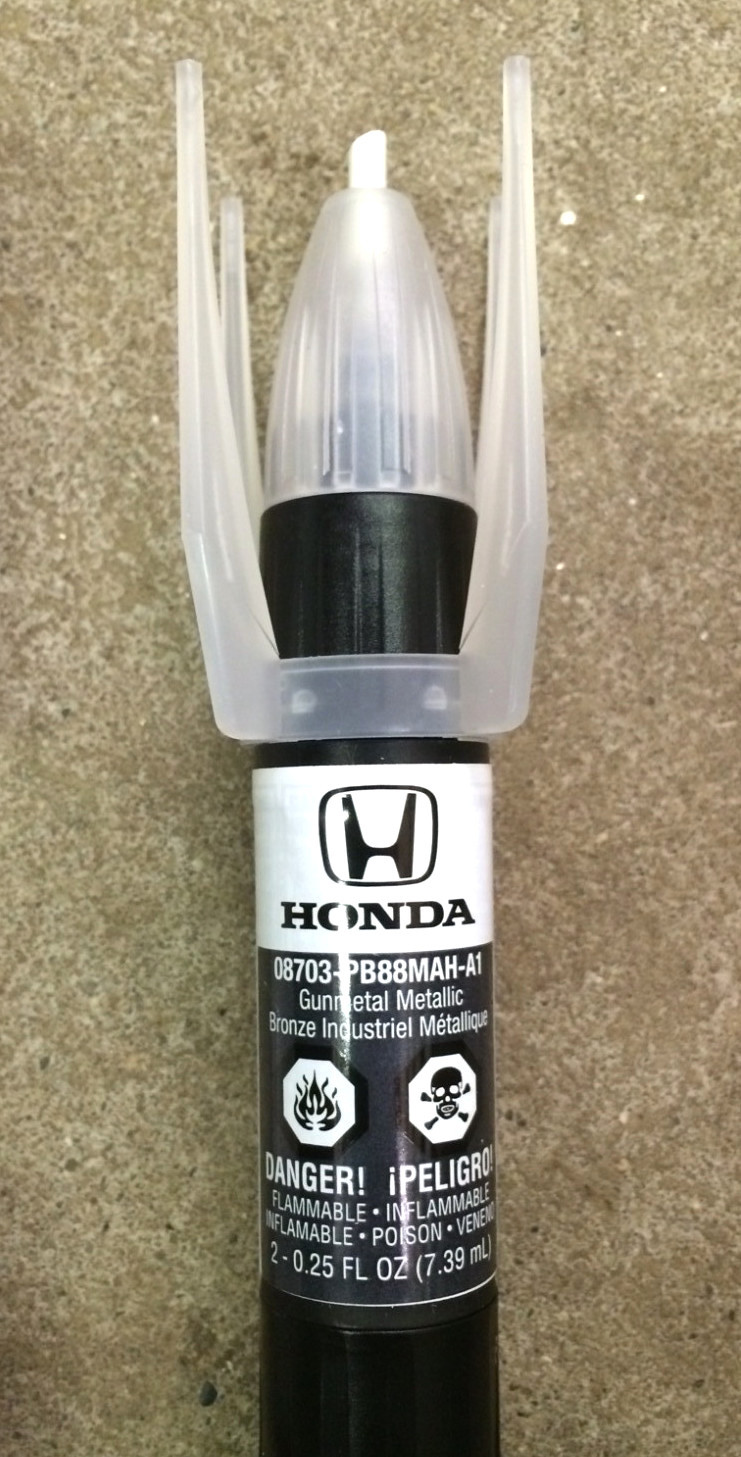 HONDA
08703-PB88MAH-A1
Gunmetal Metallic
Bronze Industriel Métallique
DANGER! ¡PELIGRO!
FLAMMABLE • INFLAMMABLE
INFLAMABLE • POISON • VENENO
2 - 0.25 FL OZ (7.39 mL)